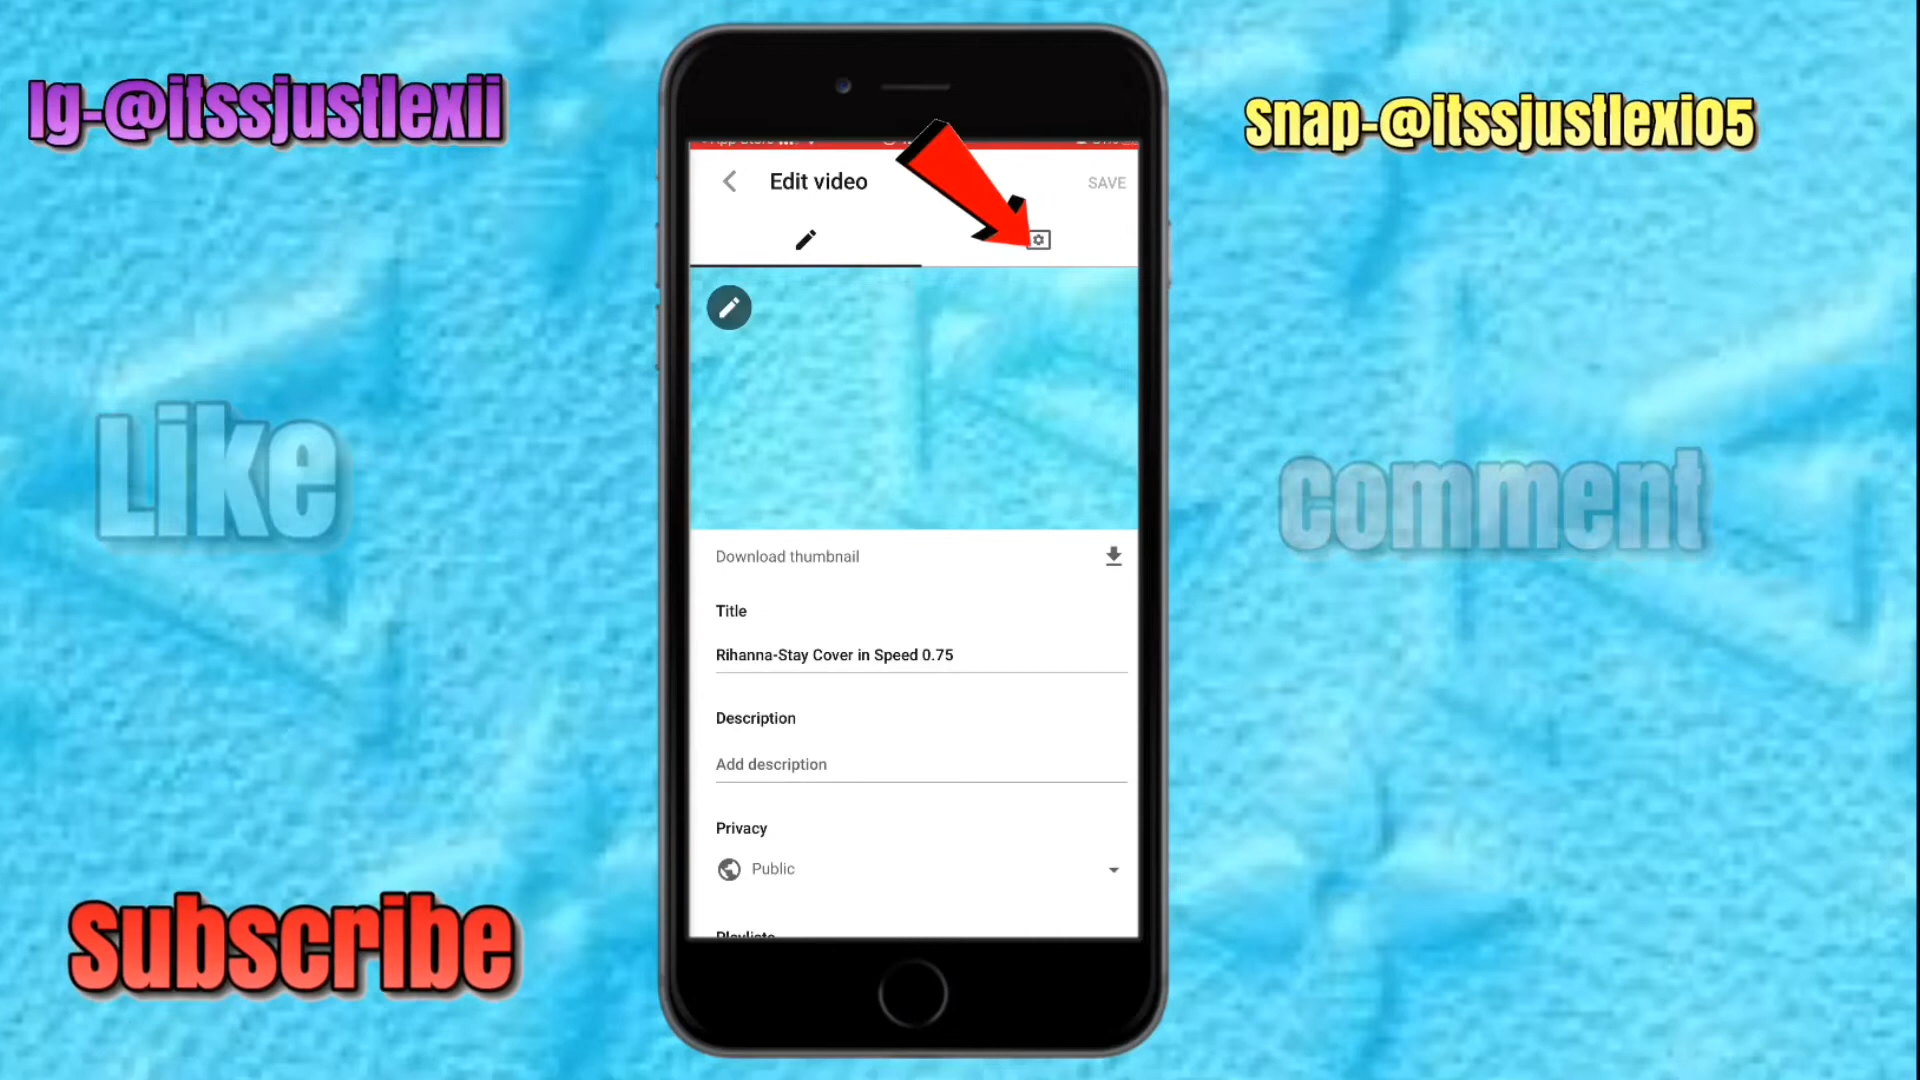 Ig-@itssjustlexii
Snap-@itssjustlexi05
Edit video
SAVE
Like
Comment
Download thumbnail
Title
Rihanna-Stay Cover in Speed 0.75
Description
Add description
Privacy
Public
Playlists
Subscribe